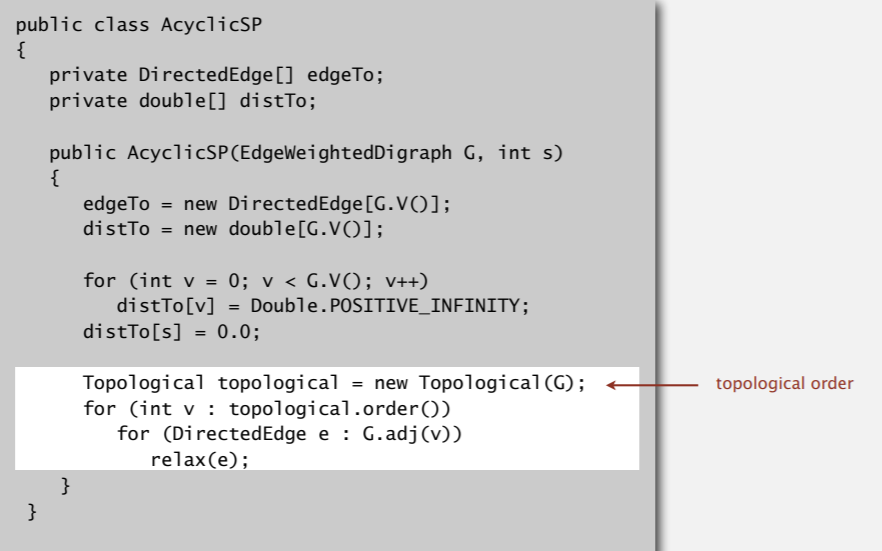 public class AcyclicSP
{
   private DirectedEdge[] edgeTo;
   private double[] distTo;

   public AcyclicSP(EdgeWeightedDigraph G, int s)
   {
      edgeTo = new DirectedEdge[G.V()];
      distTo = new double[G.V()];

      for (int v = 0; v < G.V(); v++)
         distTo[v] = Double.POSITIVE_INFINITY;
      distTo[s] = 0.0;

      Topological topological = new Topological(G);
topological order
      for (int v : topological.order())
         for (DirectedEdge e : G.adj(v))
            relax(e);
   }
}